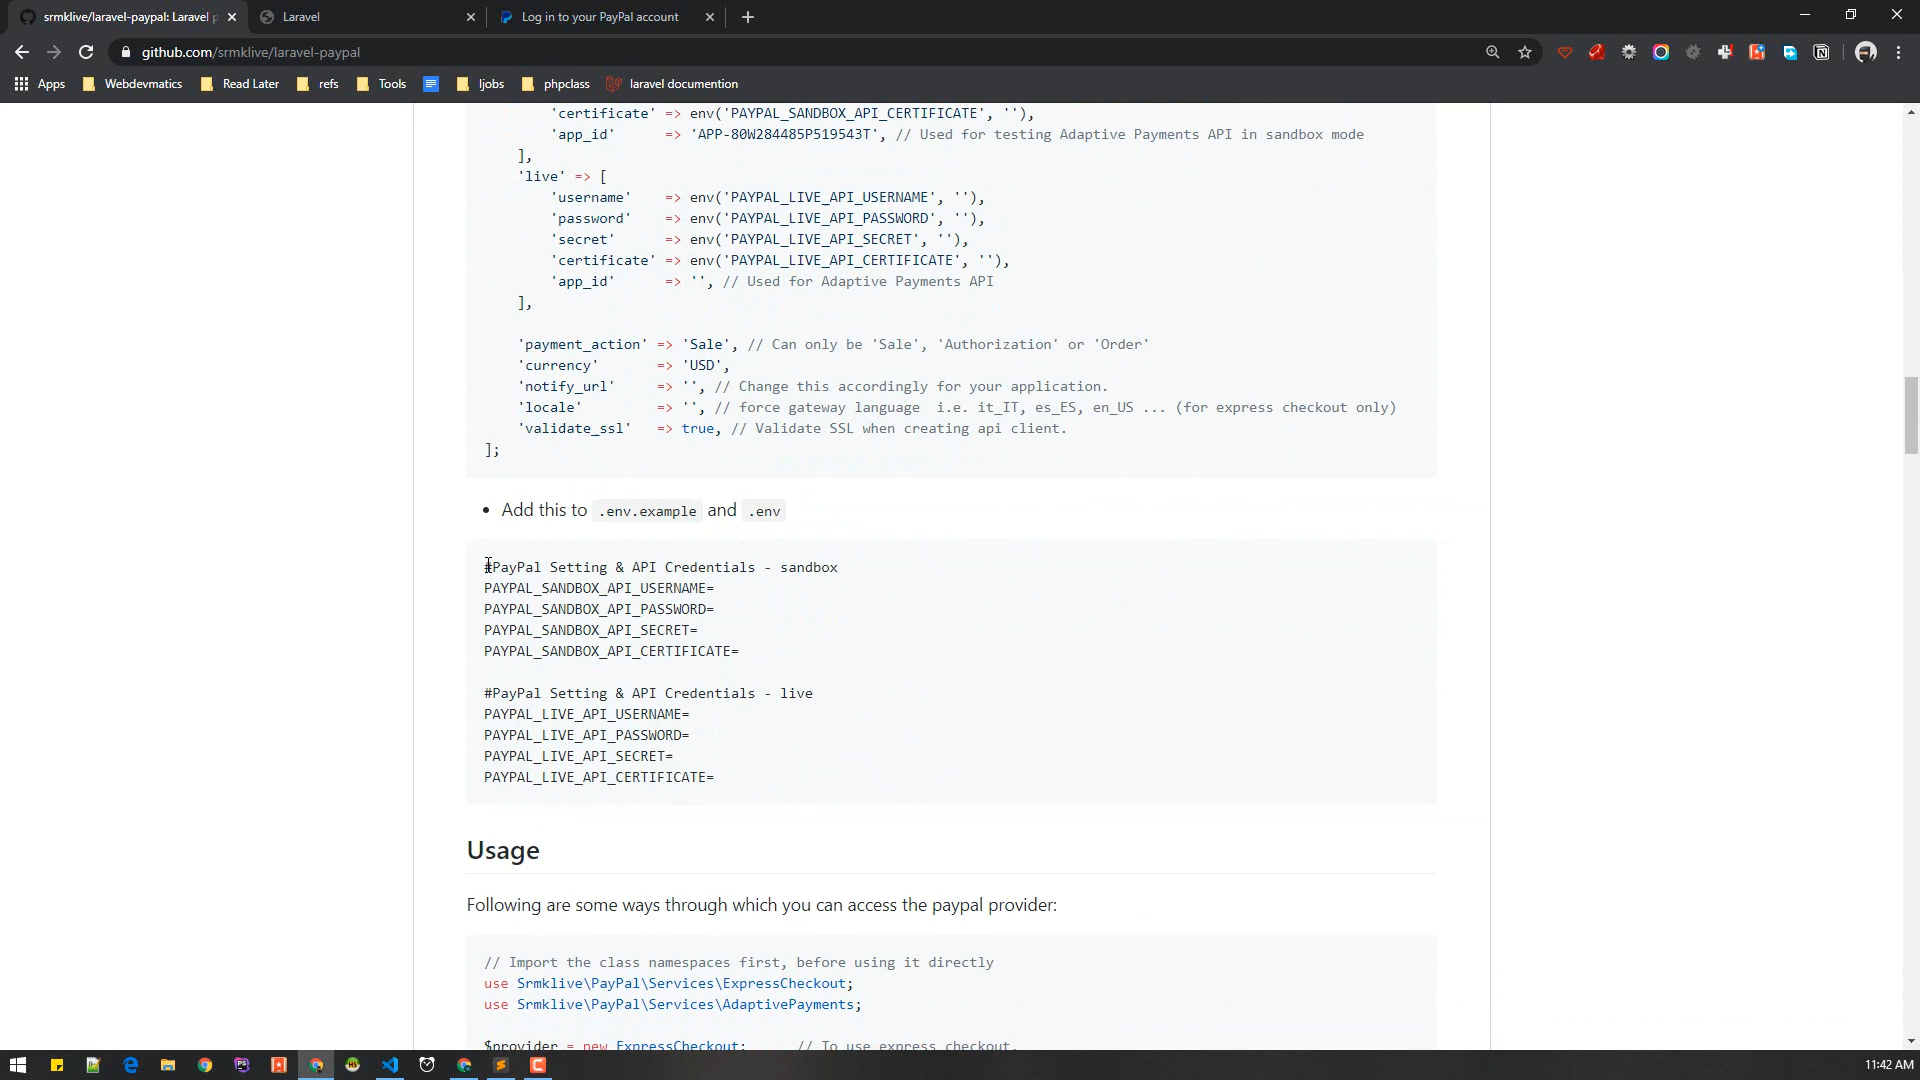 srmklive/laravel-paypal: Laravel p
Laravel
Log in to your PayPal account
github.com/srmklive/laravel-paypal
Apps
Webdevmatics
Read Later
refs
Tools
ljobs
phpclass
laravel documention
'certificate' => env('PAYPAL_SANDBOX_API_CERTIFICATE', ''),
'app_id' => 'APP-80W284485P519543T', // Used for testing Adaptive Payments API in sandbox mode
],
'live' => [
'username' => env('PAYPAL_LIVE_API_USERNAME', ''),
'password' => env('PAYPAL_LIVE_API_PASSWORD', ''),
'secret' => env('PAYPAL_LIVE_API_SECRET', ''),
'certificate' => env('PAYPAL_LIVE_API_CERTIFICATE', ''),
'app_id' => '', // Used for Adaptive Payments API
],
'payment_action' => 'Sale', // Can only be 'Sale', 'Authorization' or 'Order'
'currency' => 'USD',
'notify_url' => '', // Change this accordingly for your application.
'locale' => '', // force gateway language i.e. it_IT, es_ES, en_US ... (for express checkout only)
'validate_ssl' => true, // Validate SSL when creating api client.
];
• Add this to .env.example and .env
#PayPal Setting & API Credentials - sandbox
PAYPAL_SANDBOX_API_USERNAME=
PAYPAL_SANDBOX_API_PASSWORD=
PAYPAL_SANDBOX_API_SECRET=
PAYPAL_SANDBOX_API_CERTIFICATE=
#PayPal Setting & API Credentials - live
PAYPAL_LIVE_API_USERNAME=
PAYPAL_LIVE_API_PASSWORD=
PAYPAL_LIVE_API_SECRET=
PAYPAL_LIVE_API_CERTIFICATE=
Usage
Following are some ways through which you can access the paypal provider:
// Import the class namespaces first, before using it directly
use Srmklive\PayPal\Services\ExpressCheckout;
use Srmklive\PayPal\Services\AdaptivePayments;
$provider = new ExpressCheckout; // To use express checkout.
11:42 AM